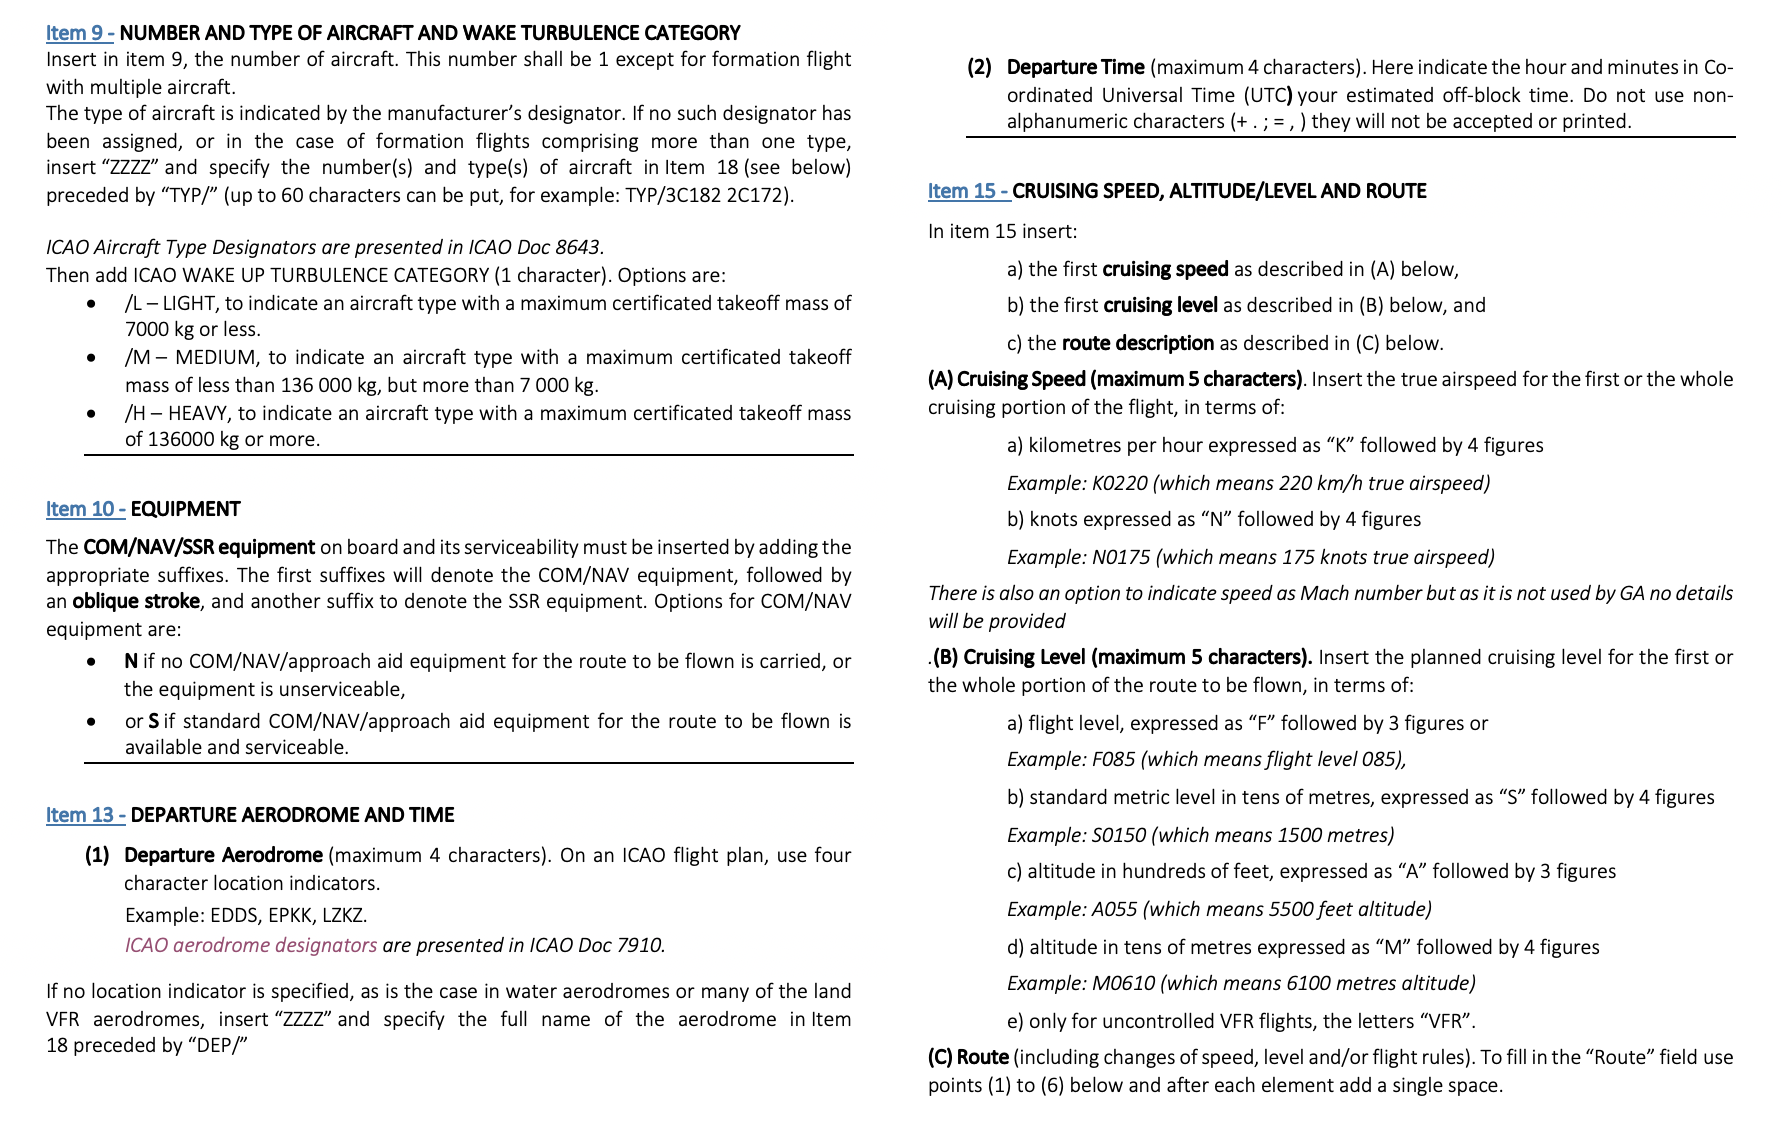 Item 9 - NUMBER AND TYPE OF AIRCRAFT AND WAKE TURBULENCE CATEGORY
Insert in item 9, the number of aircraft. This number shall be 1 except for formation flight
with multiple aircraft.
The type of aircraft is indicated by the manufacturer’s designator. If no such designator has
been assigned, or in the case of formation flights comprising more than one type,
insert “ZZZZ” and specify the number(s) and type(s) of aircraft in Item 18 (see below)
preceded by “TYP/” (up to 60 characters can be put, for example: TYP/3C182 2C172).
ICAO Aircraft Type Designators are presented in ICAO Doc 8643.
Then add ICAO WAKE UP TURBULENCE CATEGORY (1 character). Options are:
• /L – LIGHT, to indicate an aircraft type with a maximum certificated takeoff mass of
7000 kg or less.
• /M – MEDIUM, to indicate an aircraft type with a maximum certificated takeoff
mass of less than 136 000 kg, but more than 7 000 kg.
• /H – HEAVY, to indicate an aircraft type with a maximum certificated takeoff mass
of 136000 kg or more.
Item 10 - EQUIPMENT
The COM/NAV/SSR equipment on board and its serviceability must be inserted by adding the
appropriate suffixes. The first suffixes will denote the COM/NAV equipment, followed by
an oblique stroke, and another suffix to denote the SSR equipment. Options for COM/NAV
equipment are:
• N if no COM/NAV/approach aid equipment for the route to be flown is carried, or
the equipment is unserviceable,
• or S if standard COM/NAV/approach aid equipment for the route to be flown is
available and serviceable.
Item 13 - DEPARTURE AERODROME AND TIME
(1) Departure Aerodrome (maximum 4 characters). On an ICAO flight plan, use four
character location indicators.
Example: EDDS, EPKK, LZKZ.
ICAO aerodrome designators are presented in ICAO Doc 7910.
If no location indicator is specified, as is the case in water aerodromes or many of the land
VFR aerodromes, insert “ZZZZ” and specify the full name of the aerodrome in Item
18 preceded by “DEP/”
(2) Departure Time (maximum 4 characters). Here indicate the hour and minutes in Co-
ordinated Universal Time (UTC) your estimated off-block time. Do not use non-
alphanumeric characters (+ . ; = , ) they will not be accepted or printed.
Item 15 - CRUISING SPEED, ALTITUDE/LEVEL AND ROUTE
In item 15 insert:
a) the first cruising speed as described in (A) below,
b) the first cruising level as described in (B) below, and
c) the route description as described in (C) below.
(A) Cruising Speed (maximum 5 characters). Insert the true airspeed for the first or the whole
cruising portion of the flight, in terms of:
a) kilometres per hour expressed as “K” followed by 4 figures
Example: K0220 (which means 220 km/h true airspeed)
b) knots expressed as “N” followed by 4 figures
Example: N0175 (which means 175 knots true airspeed)
There is also an option to indicate speed as Mach number but as it is not used by GA no details
will be provided
.(B) Cruising Level (maximum 5 characters). Insert the planned cruising level for the first or
the whole portion of the route to be flown, in terms of:
a) flight level, expressed as “F” followed by 3 figures or
Example: F085 (which means flight level 085),
b) standard metric level in tens of metres, expressed as “S” followed by 4 figures
Example: S0150 (which means 1500 metres)
c) altitude in hundreds of feet, expressed as “A” followed by 3 figures
Example: A055 (which means 5500 feet altitude)
d) altitude in tens of metres expressed as “M” followed by 4 figures
Example: M0610 (which means 6100 metres altitude)
e) only for uncontrolled VFR flights, the letters “VFR”.
(C) Route (including changes of speed, level and/or flight rules). To fill in the “Route” field use
points (1) to (6) below and after each element add a single space.